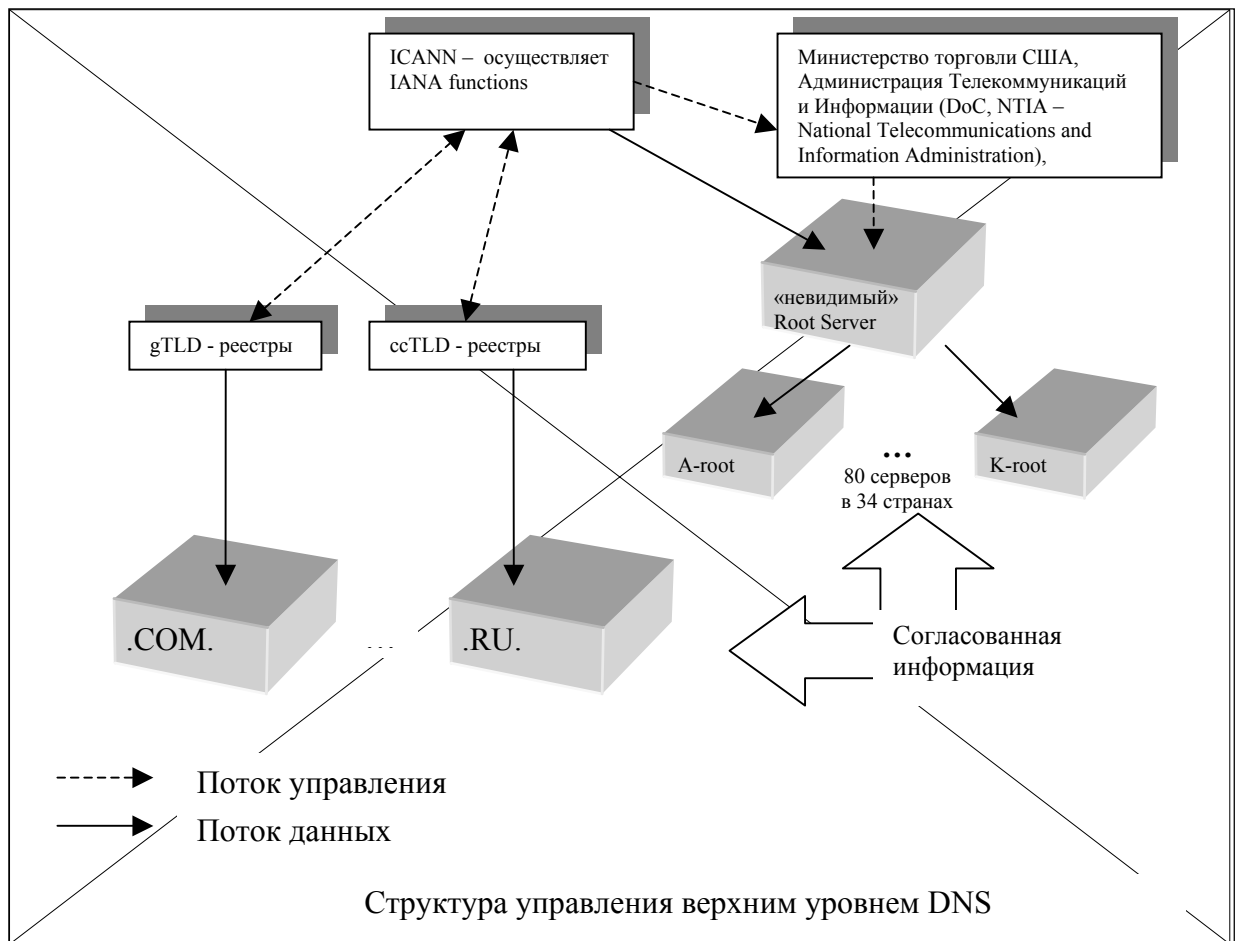 ICANN – осуществляет
IANA functions
Министерство торговли США,
Администрация Телекоммуникаций
и Информации (DoC, NTIA –
National Telecommunications and
Information Administration),
«невидимый»
Root Server
gTLD - реестры
ccTLD - реестры
A-root
...
K-root
80 серверов
в 34 странах
.COM.
...
.RU.
Согласованная
информация
Поток управления
Поток данных
Структура управления верхним уровнем DNS